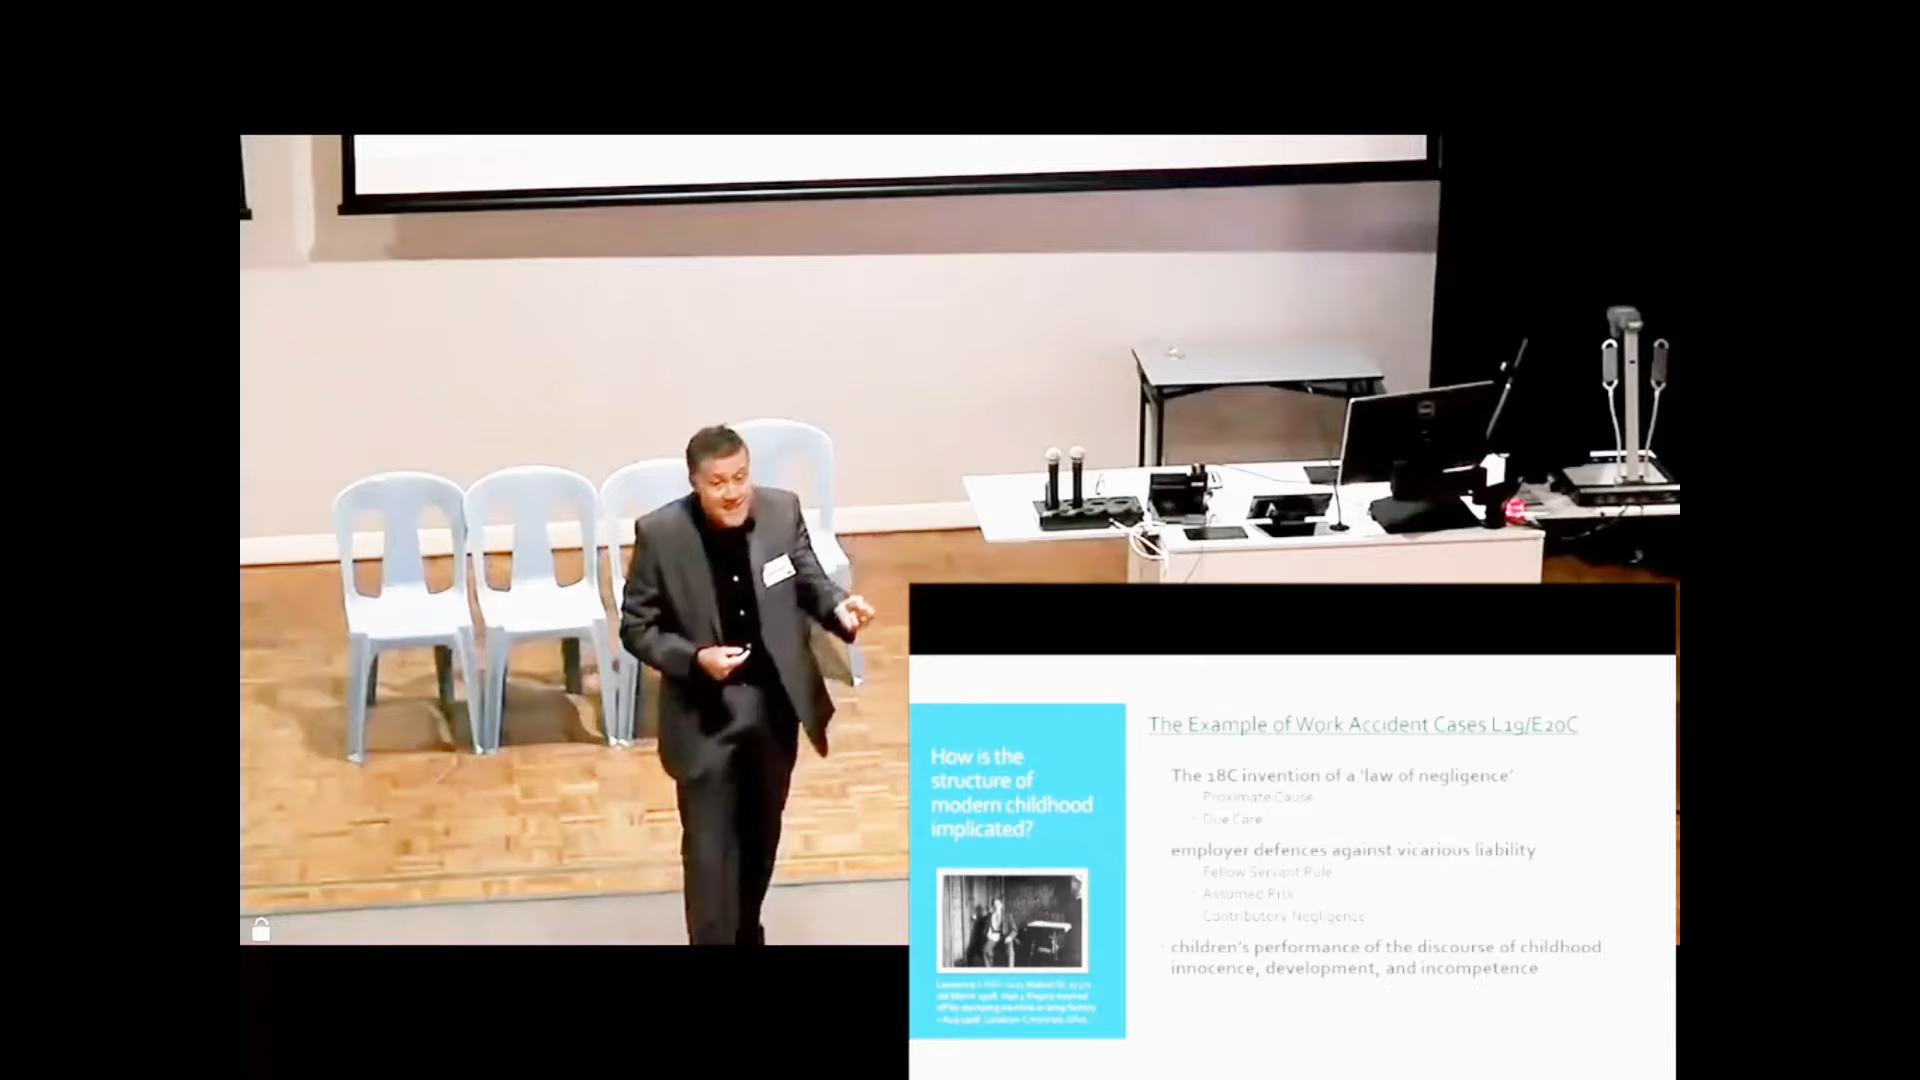 How is the
structure of
modern childhood
implicated?
The Example of Work Accident Cases L19/E20C
The 18C invention of a 'law of negligence'
Proximate Cause
Due Care
employer defences against vicarious liability
Fellow Servant Rule
Assumed Risk
Contributory Negligence
children's performance of the discourse of childhood
innocence, development, and incompetence